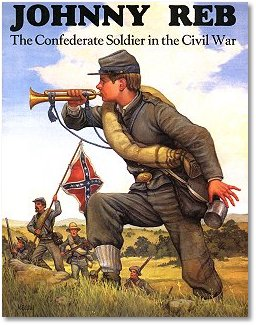 JOHNNY REB
The Confederate Soldier in the Civil War